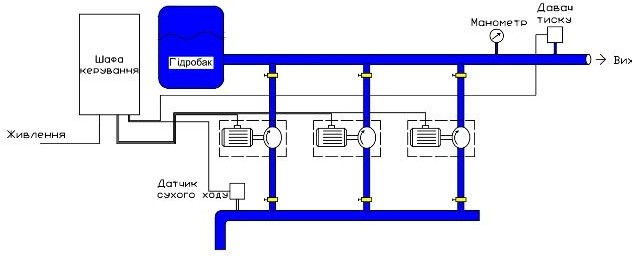 Давач
тиску
Манометр
Шафа
керування
Гідробак
Вих
Живлення
Датчик
сухого ходу